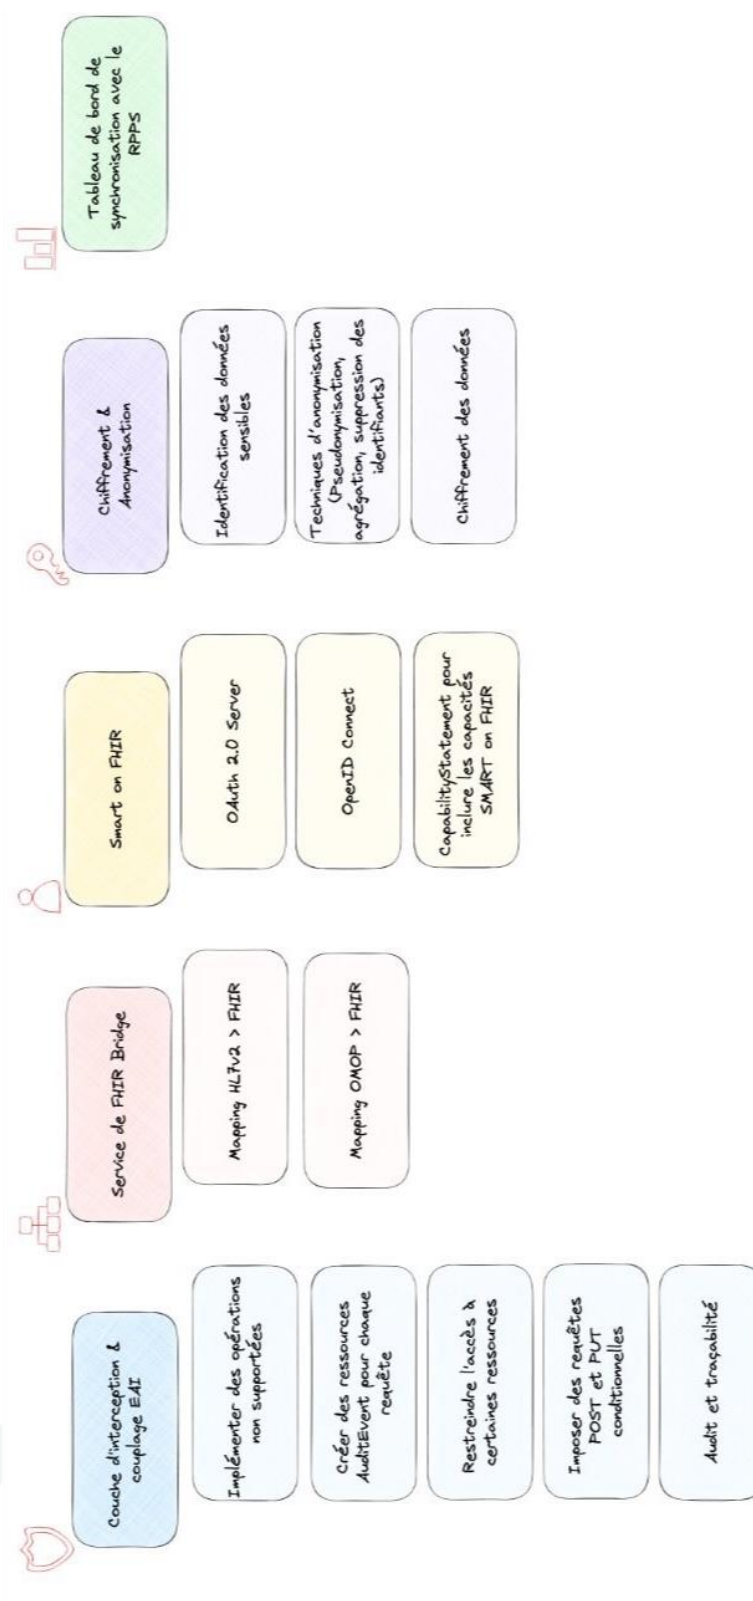 Couche d'interception &
couplage EAI
Implémenter des opérations
non supportées
Créer des ressources
AuditEvent pour chaque
requête
Restreindre l'accès à
certaines ressources
Imposer des requêtes
POST et PUT
conditionnelles
Audit et traçabilité
Service de FHIR Bridge
Mapping HL7v2 > FHIR
Mapping OMOP > FHIR
Smart on FHIR
OAuth 2.0 Server
OpenID Connect
CapabilityStatement pour
inclure les capacités
SMART on FHIR
Chiffrement &
Anonymisation
Identification des données
sensibles
Techniques d'anonymisation
(Pseudonymisation,
agrégation, suppression des
identifiants)
Chiffrement des données
Tableau de bord de
synchronisation avec le
RPPS